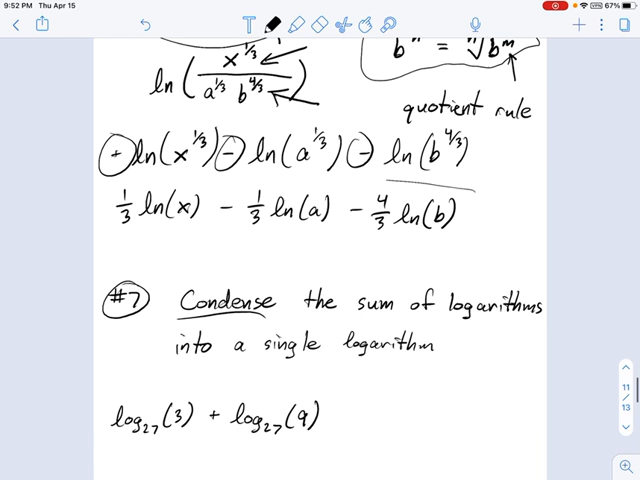 9:52 PM Thu Apr 15
67%
x^{1/3}
ln( / a^{1/3} b^{4/3} )
b^{n} = ⁿ√b^{m}
quotient rule
+ ln(x^{1/3}) − ln(a^{1/3}) − ln(b^{4/3})
1/3 ln(x) − 1/3 ln(a) − 4/3 ln(b)
#7 Condense the sum of logarithms
into a single logarithm
log₂₇(3) + log₂₇(9)
11
/
13